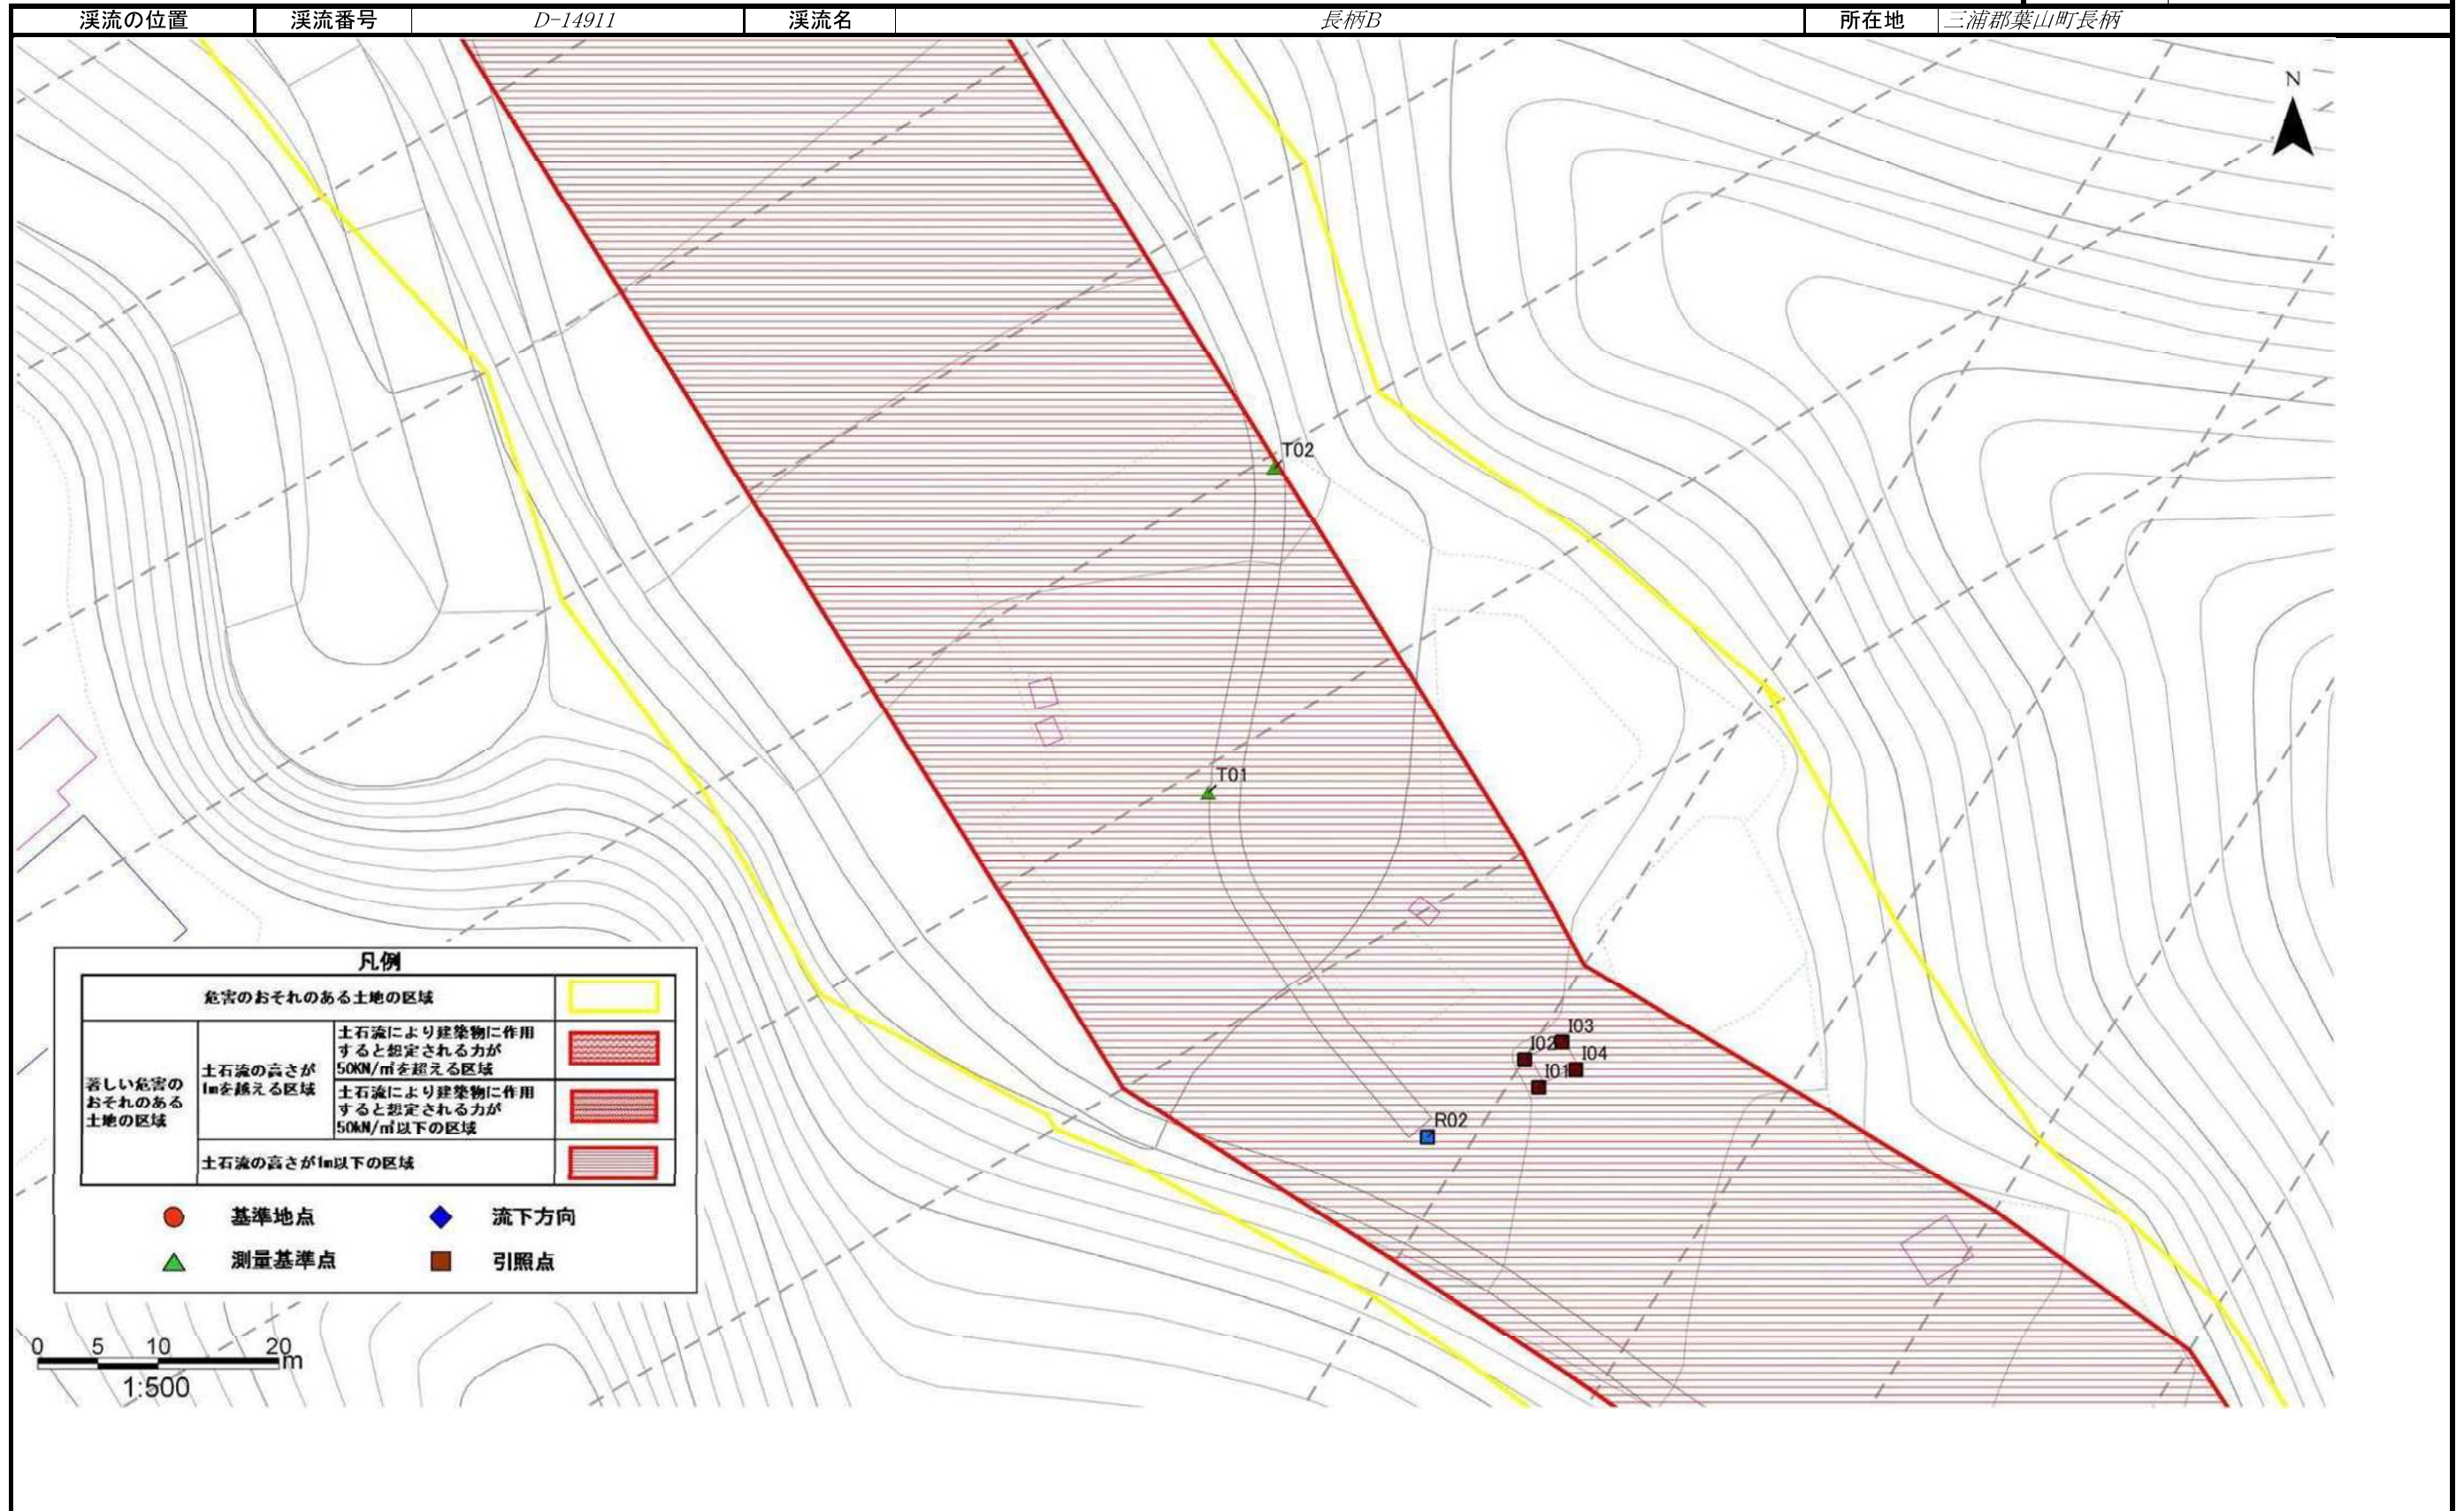 渓流の位置 渓流番号 D-14911 渓流名 長柄B 所在地 三浦郡葉山町長柄
N
T02
T01
I03
I02
I04
I01
R02
凡例
危害のおそれのある土地の区域
著しい危害の
おそれのある
土地の区域
土石流の高さが
1mを越える区域
土石流により建築物に作用
すると想定される力が
50KN/㎡を超える区域
土石流により建築物に作用
すると想定される力が
50kN/㎡以下の区域
土石流の高さが1m以下の区域
基準地点 流下方向
測量基準点 引照点
0 5 10 20
m
1:500